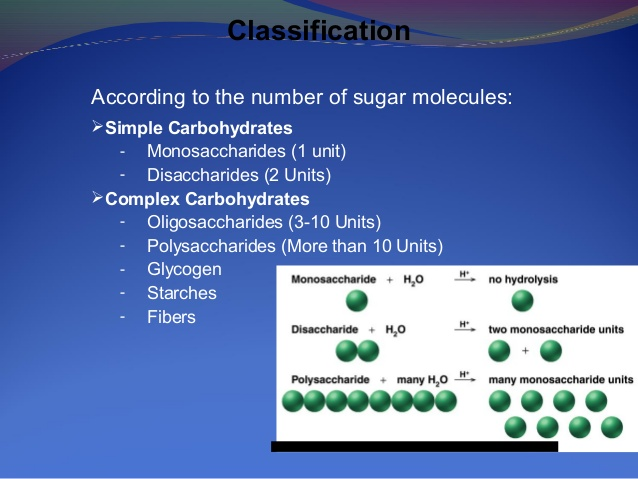 Classification
According to the number of sugar molecules:
➢Simple Carbohydrates
- Monosaccharides (1 unit)
- Disaccharides (2 Units)
➢Complex Carbohydrates
- Oligosaccharides (3-10 Units)
- Polysaccharides (More than 10 Units)
- Glycogen
- Starches
- Fibers
Monosaccharide + H₂O H⁺ → no hydrolysis
Disaccharide + H₂O H⁺ → two monosaccharide units
+
Polysaccharide + many H₂O H⁺ → many monosaccharide units